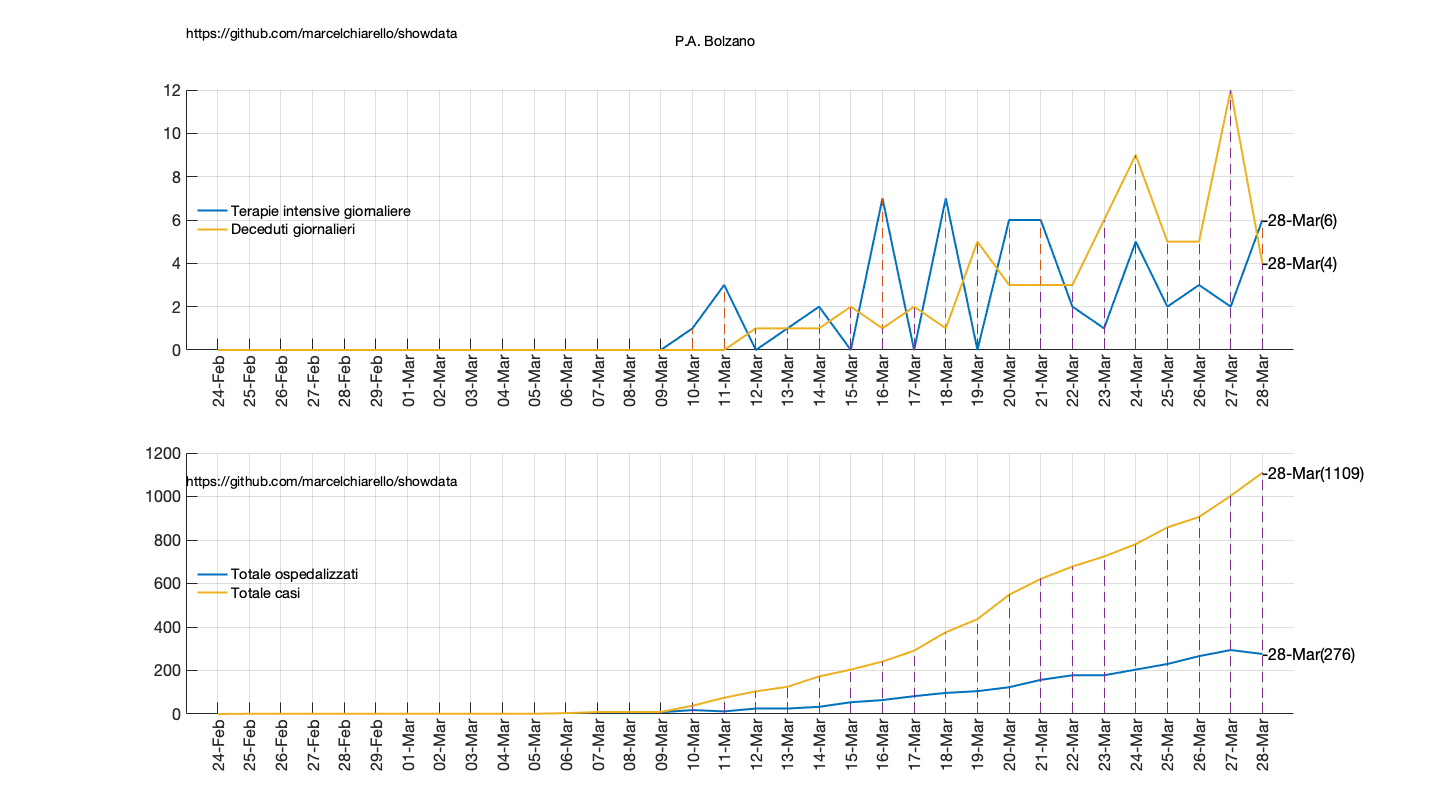 https://github.com/marcelchiarello/showdata
P.A. Bolzano
12
10
8
6
4
2
0
Terapie intensive giornaliere
Deceduti giornalieri
28-Mar(6)
28-Mar(4)
24-Feb
25-Feb
26-Feb
27-Feb
28-Feb
29-Feb
01-Mar
02-Mar
03-Mar
04-Mar
05-Mar
06-Mar
07-Mar
08-Mar
09-Mar
10-Mar
11-Mar
12-Mar
13-Mar
14-Mar
15-Mar
16-Mar
17-Mar
18-Mar
19-Mar
20-Mar
21-Mar
22-Mar
23-Mar
24-Mar
25-Mar
26-Mar
27-Mar
28-Mar
1200
1000
800
600
400
200
0
https://github.com/marcelchiarello/showdata
Totale ospedalizzati
Totale casi
28-Mar(1109)
28-Mar(276)
24-Feb
25-Feb
26-Feb
27-Feb
28-Feb
29-Feb
01-Mar
02-Mar
03-Mar
04-Mar
05-Mar
06-Mar
07-Mar
08-Mar
09-Mar
10-Mar
11-Mar
12-Mar
13-Mar
14-Mar
15-Mar
16-Mar
17-Mar
18-Mar
19-Mar
20-Mar
21-Mar
22-Mar
23-Mar
24-Mar
25-Mar
26-Mar
27-Mar
28-Mar